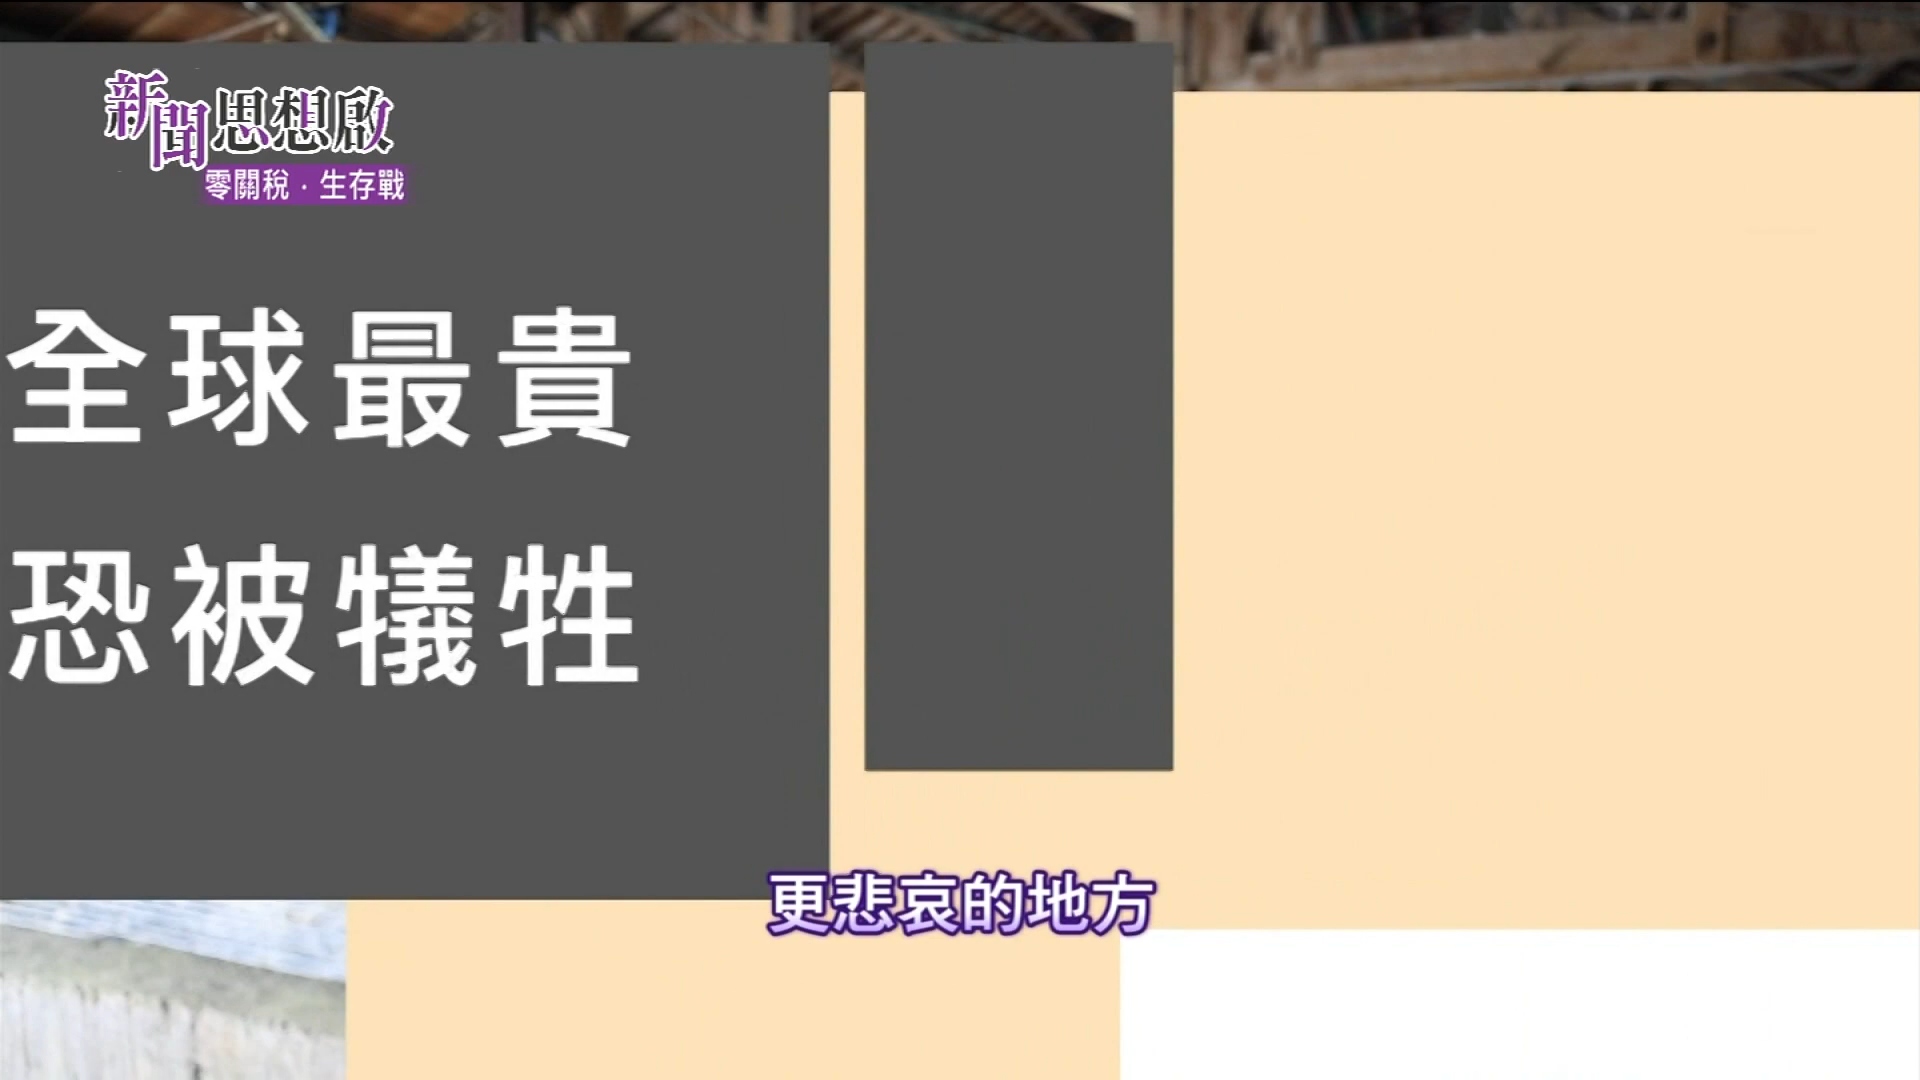 新聞思想啟
零關稅．生存戰
全球最貴
恐被犧牲
更悲哀的地方